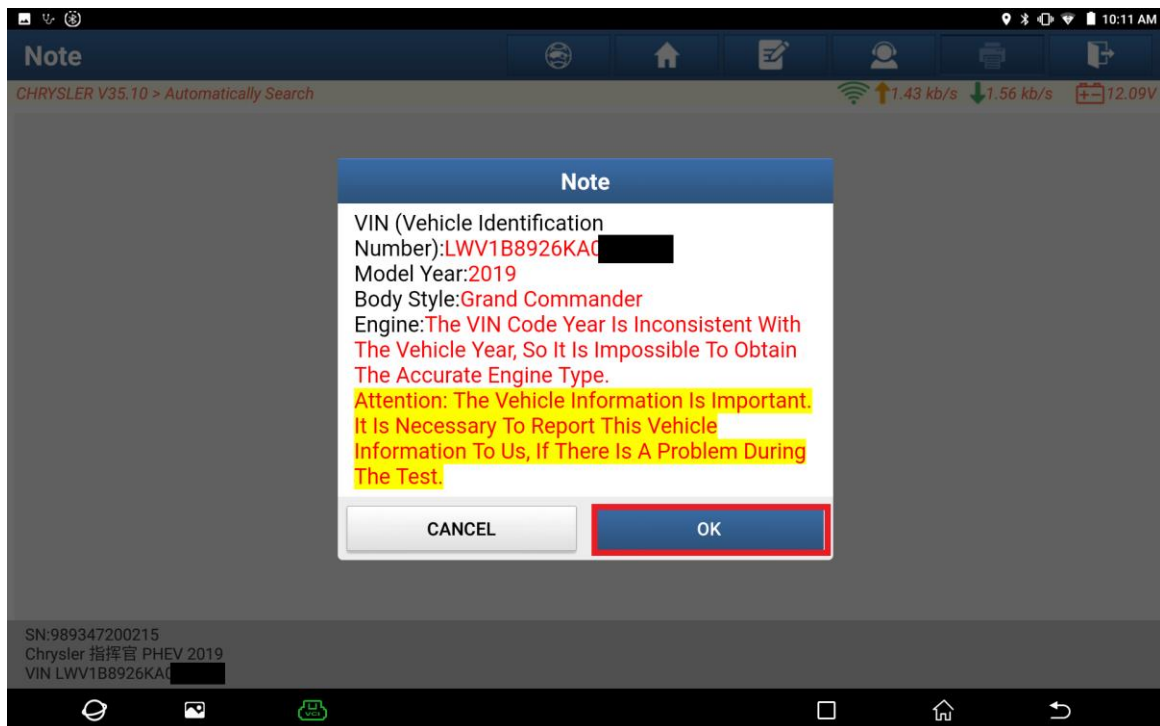 10:11 AM
Note
CHRYSLER V35.10 > Automatically Search
1.43 kb/s 1.56 kb/s 12.09V
Note
VIN (Vehicle Identification
Number):LWV1B8926KA0
Model Year:2019
Body Style:Grand Commander
Engine:The VIN Code Year Is Inconsistent With
The Vehicle Year, So It Is Impossible To Obtain
The Accurate Engine Type.
Attention: The Vehicle Information Is Important.
It Is Necessary To Report This Vehicle
Information To Us, If There Is A Problem During
The Test.
CANCEL
OK
SN:989347200215
Chrysler 指挥官 PHEV 2019
VIN LWV1B8926KA0
VCI